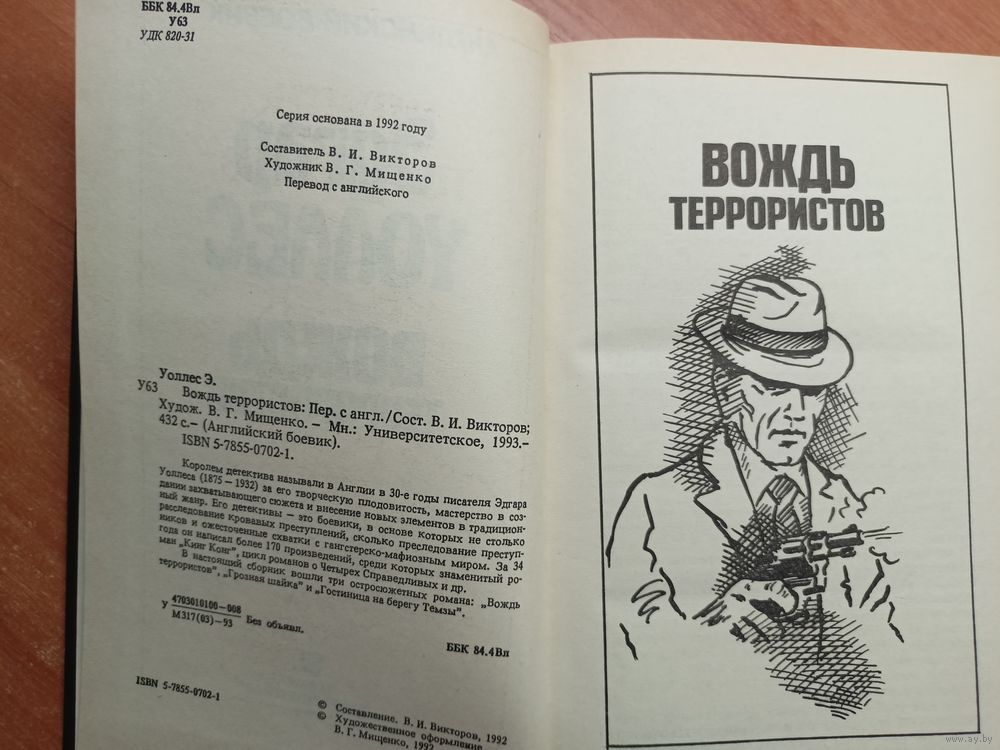 ББК 84.4Вл
У63
УДК 820-31
Серия основана в 1992 году
Составитель В. И. Викторов
Художник В. Г. Мищенко
Перевод с английского
Уоллес Э.
У63
Вождь террористов: Пер. с англ./Сост. В. И. Викторов;
Худож. В. Г. Мищенко. – Мн.: Университетское, 1993.–
432 с.– (Английский боевик).
ISBN 5-7855-0702-1.
Королем детектива называли в Англии в 30-е годы писателя Эдгара
Уоллеса (1875 – 1932) за его творческую плодовитость, мастерство в соз-
дании захватывающего сюжета и внесение новых элементов в традицион-
ный жанр. Его детективы – это боевики, в основе которых не столько
расследование кровавых преступлений, сколько преследование преступ-
ников и ожесточенные схватки с гангстерско-мафиозным миром. За 34
года он написал более 170 произведений, среди которых знаменитый ро-
ман „Кинг Конг", цикл романов о Четырех Справедливых и др.
В настоящий сборник вошли три остросюжетных романа: „Вождь
террористов", „Грозная шайка" и „Гостиница на берегу Темзы".
У 4703010100–008
М317(03)–93 Без объявл.
ББК 84.4Вл
ISBN 5-7855-0702-1
© Составление. В. И. Викторов, 1992
© Художественное оформление
В. Г. Мищенко, 1992
ВОЖДЬ
ТЕРРОРИСТОВ
www.ay.by